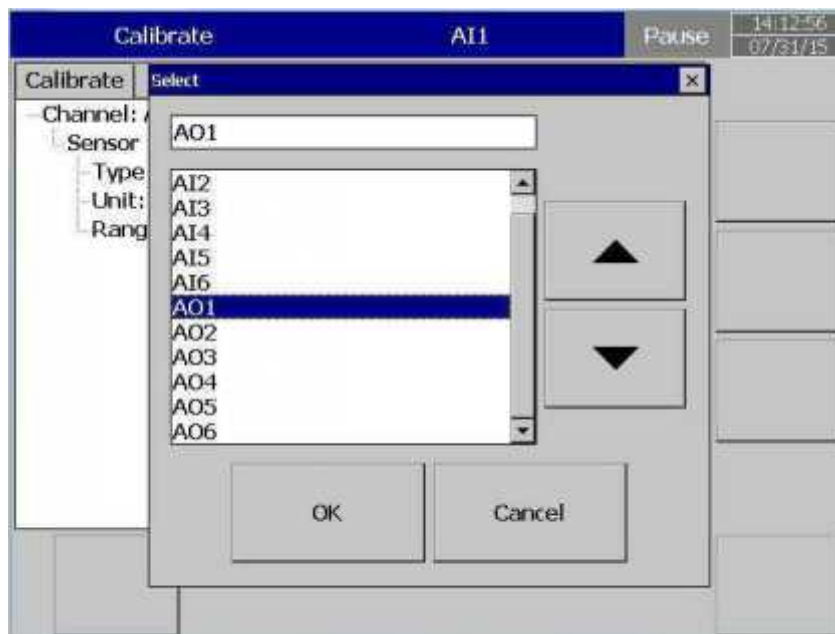 Calibrate AI1 Pause 14:12:56
07/31/15
Calibrate Select
Channel:
Sensor
Type
Unit:
AO1
AI2
AI3
AI4
AI5
AI6
AO1
AO2
AO3
AO4
AO5
AO6
OK Cancel